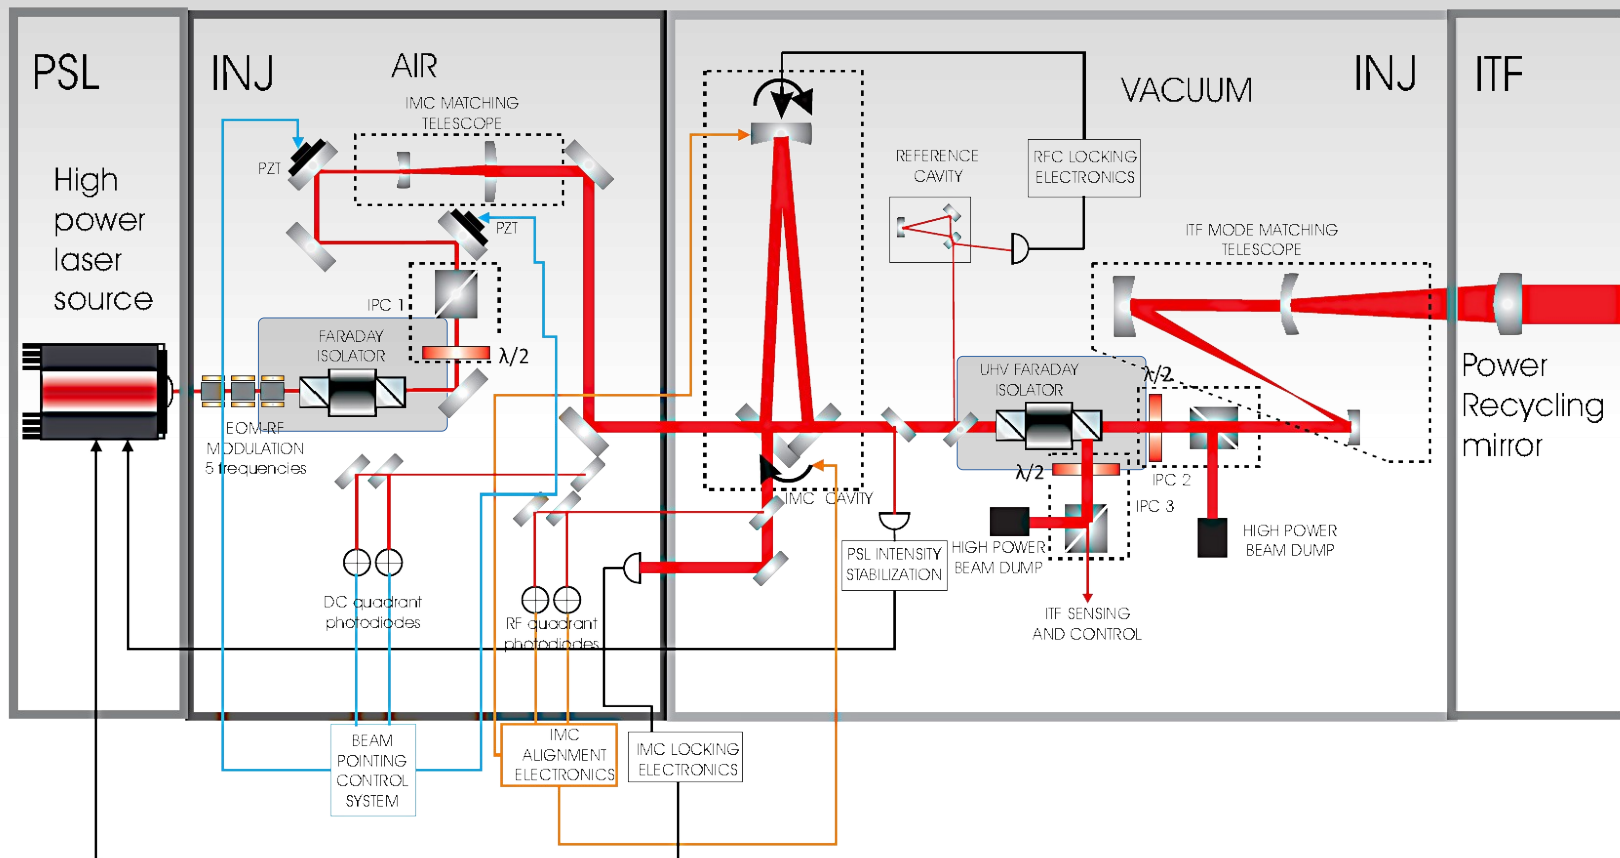 PSL
INJ
AIR
VACUUM
INJ
ITF
High
power
laser
source
IMC MATCHING
TELESCOPE
PZT
PZT
IPC 1
FARADAY
ISOLATOR
λ/2
EOM-RF
MODULATION
5 frequencies
DC quadrant
photodiodes
RF quadrant
photodiodes
BEAM
POINTING
CONTROL
SYSTEM
IMC
ALIGNMENT
ELECTRONICS
IMC LOCKING
ELECTRONICS
IMC CAVITY
REFERENCE
CAVITY
RFC LOCKING
ELECTRONICS
ITF MODE MATCHING
TELESCOPE
UHV FARADAY
ISOLATOR
λ/2
λ/2
IPC 2
IPC 3
PSL INTENSITY
STABILIZATION
HIGH POWER
BEAM DUMP
HIGH POWER
BEAM DUMP
ITF SENSING
AND CONTROL
Power
Recycling
mirror